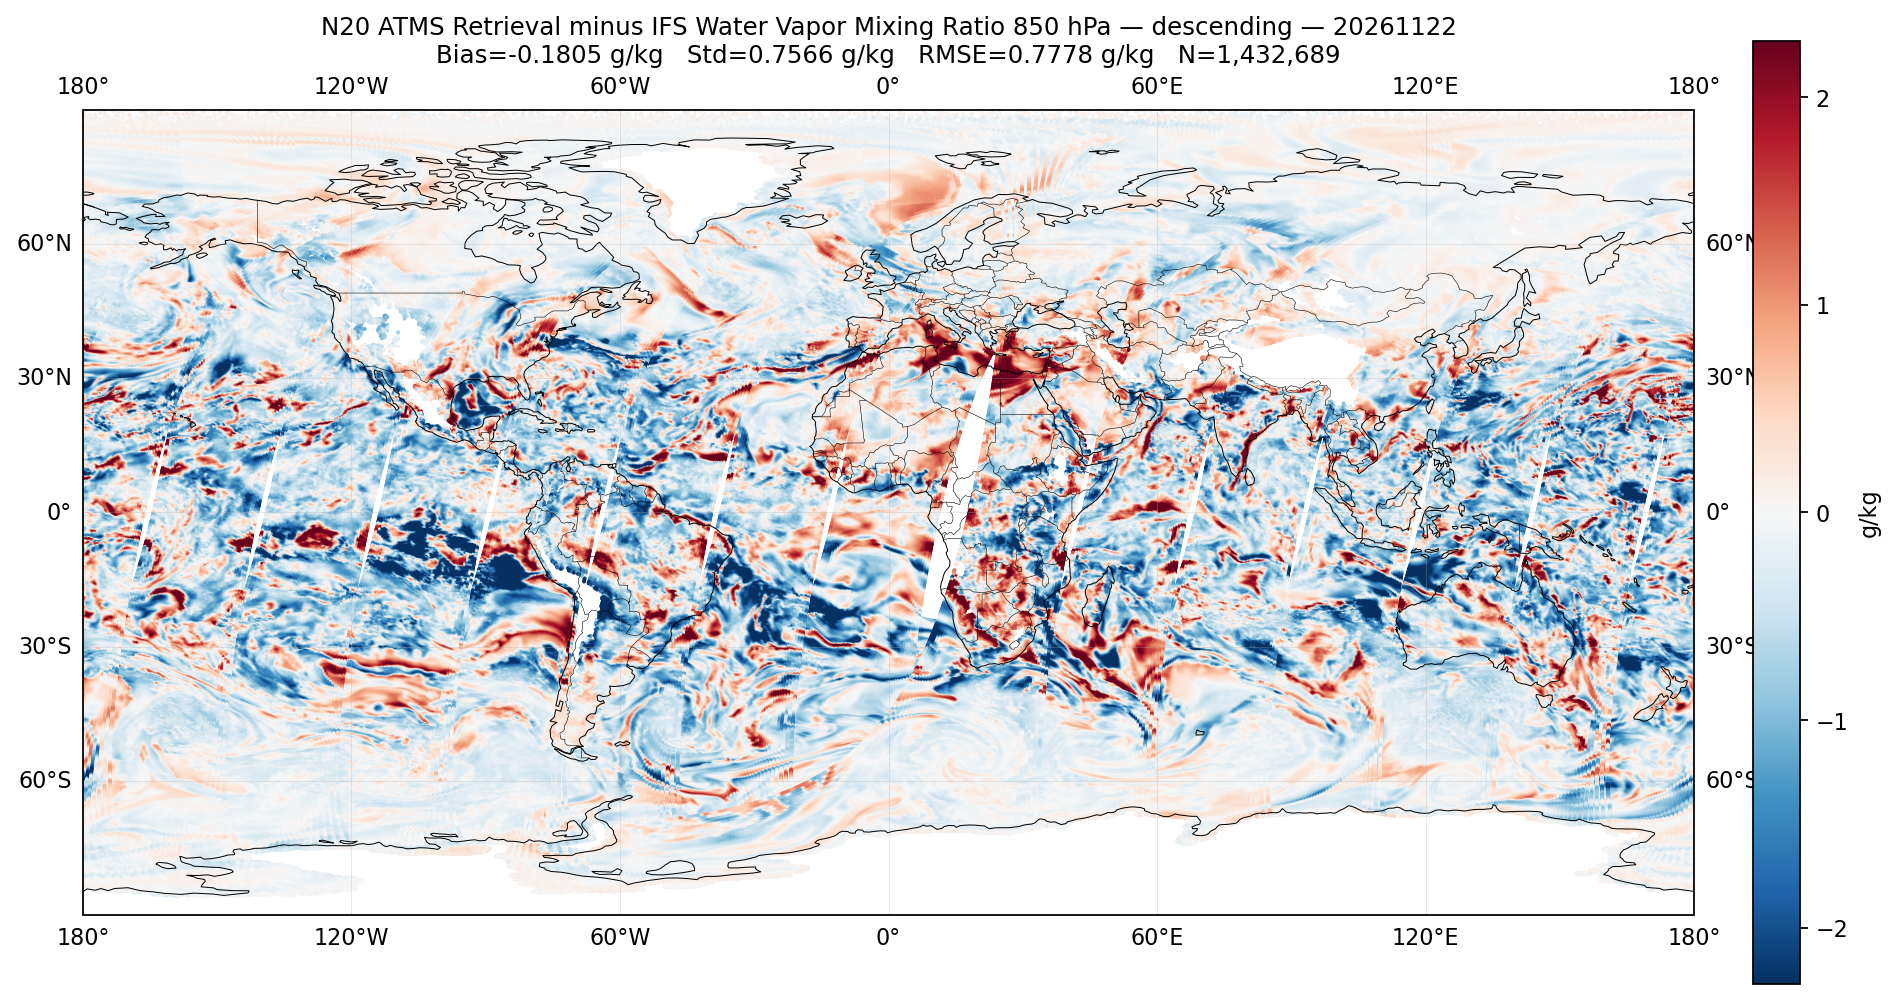 N20 ATMS Retrieval minus IFS Water Vapor Mixing Ratio 850 hPa — descending — 20261122
Bias=-0.1805 g/kg   Std=0.7566 g/kg   RMSE=0.7778 g/kg   N=1,432,689
180° 120°W 60°W 0° 60°E 120°E 180°
60°N 60°N
30°N 30°N
0° 0°
30°S 30°S
60°S 60°S
180° 120°W 60°W 0° 60°E 120°E 180°
2
1
0
−1
−2
g/kg